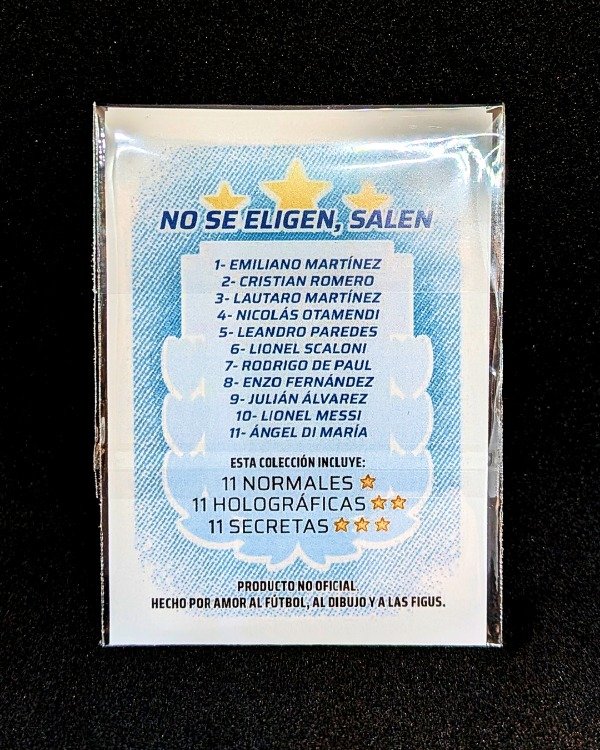 NO SE ELIGEN, SALEN
1- EMILIANO MARTÍNEZ
2- CRISTIAN ROMERO
3- LAUTARO MARTÍNEZ
4- NICOLÁS OTAMENDI
5- LEANDRO PAREDES
6- LIONEL SCALONI
7- RODRIGO DE PAUL
8- ENZO FERNÁNDEZ
9- JULIÁN ÁLVAREZ
10- LIONEL MESSI
11- ÁNGEL DI MARÍA
ESTA COLECCIÓN INCLUYE:
11 NORMALES
11 HOLOGRÁFICAS
11 SECRETAS
PRODUCTO NO OFICIAL.
HECHO POR AMOR AL FÚTBOL, AL DIBUJO Y A LAS FIGUS.